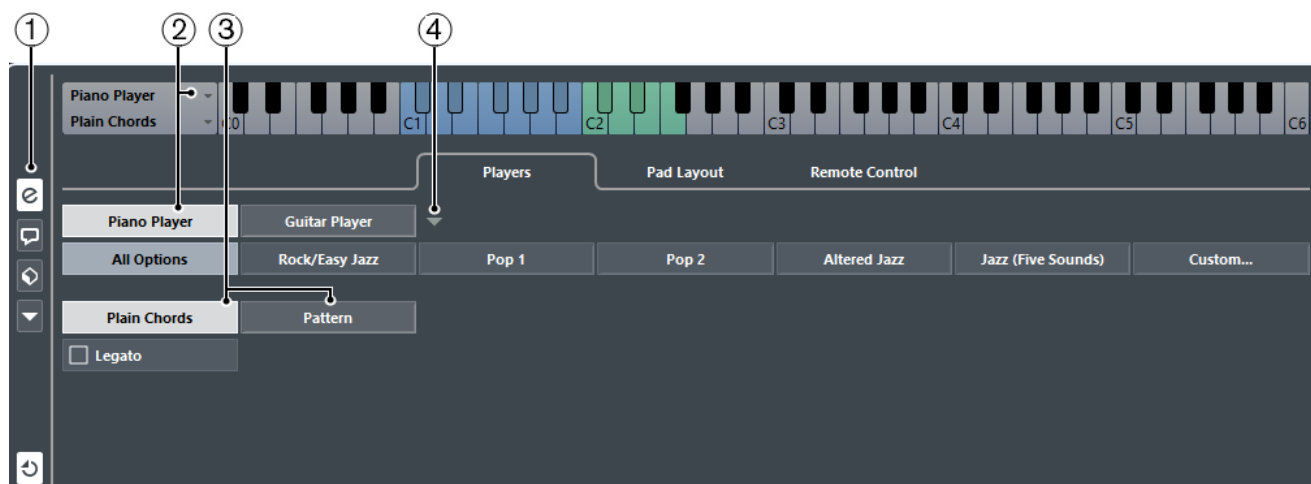 ① ② ③ ④
Piano Player
Plain Chords
C0 C1 C2 C3 C4 C5 C6
Players Pad Layout Remote Control
e
Piano Player Guitar Player
All Options Rock/Easy Jazz Pop 1 Pop 2 Altered Jazz Jazz (Five Sounds) Custom...
Plain Chords Pattern
Legato